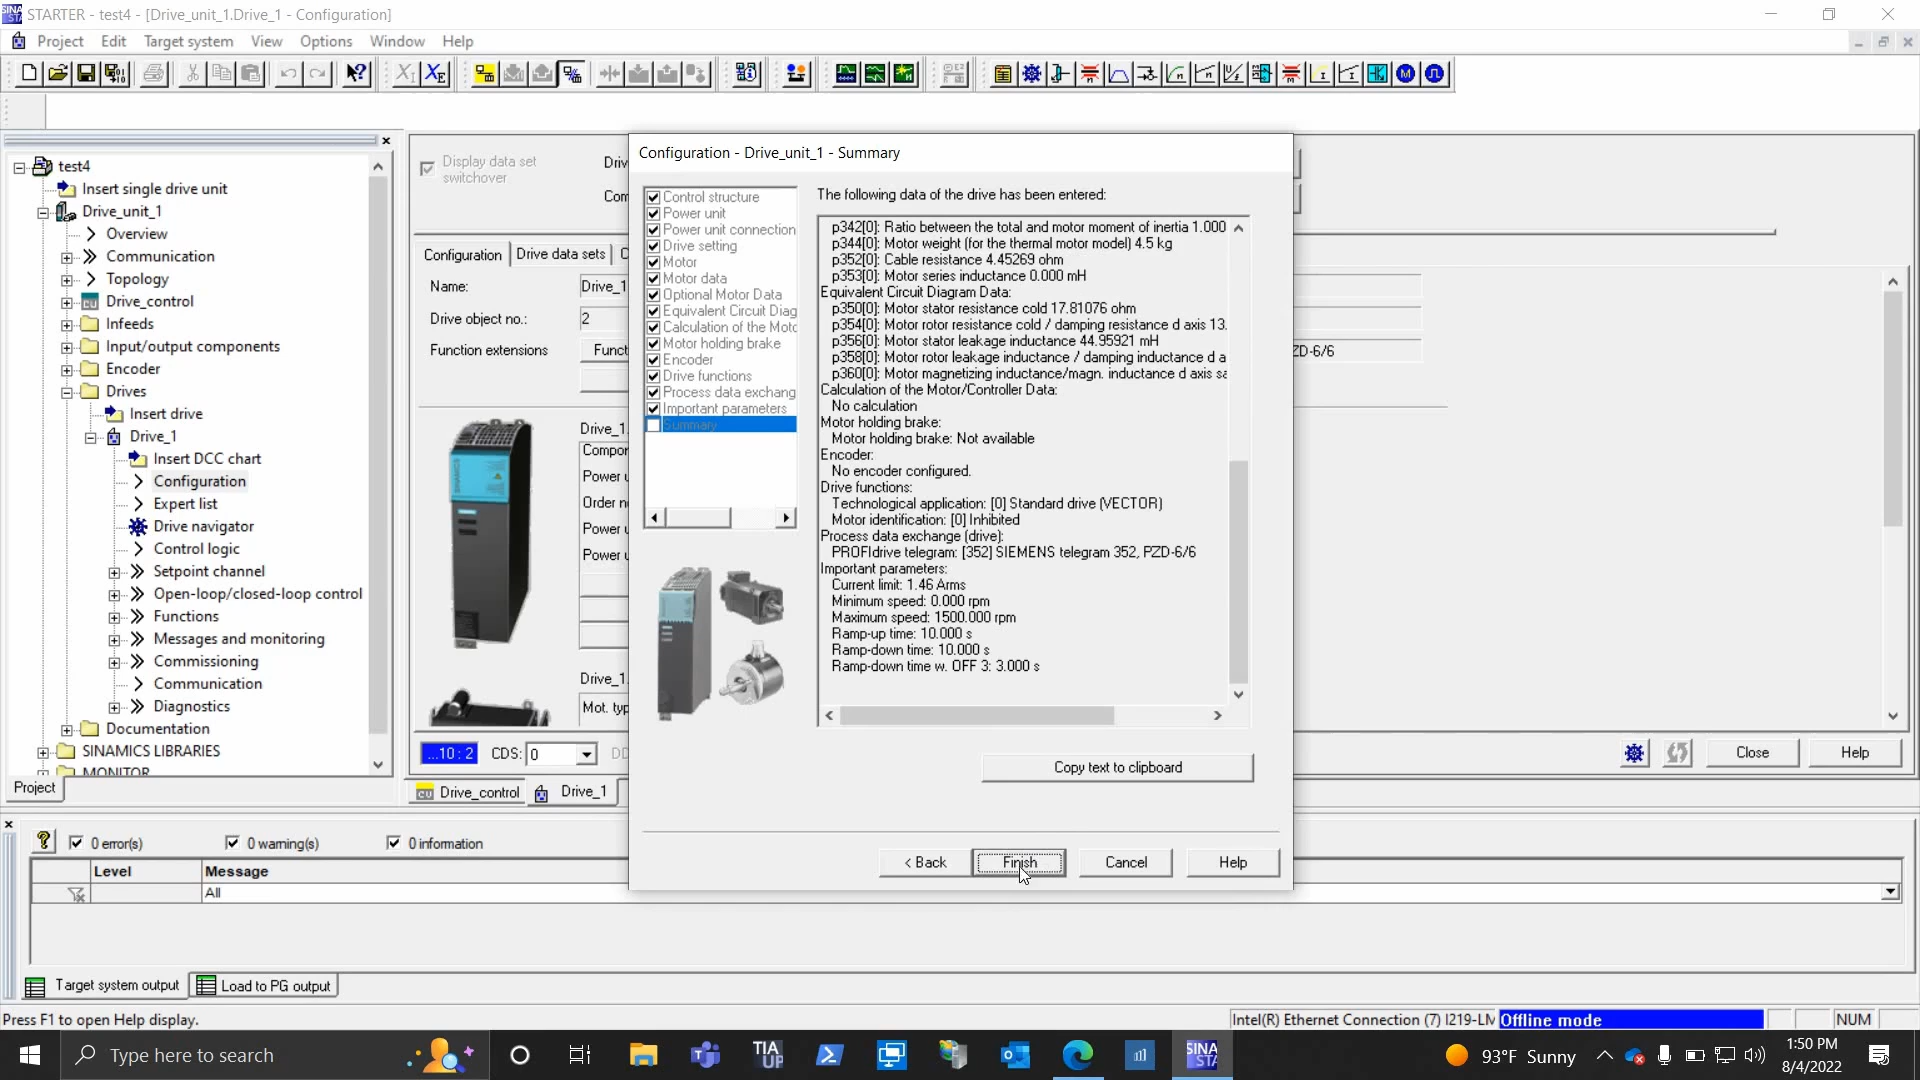 STARTER - test4 - [Drive_unit_1.Drive_1 - Configuration]
Project Edit Target system View Options Window Help
test4
Insert single drive unit
Drive_unit_1
Overview
Communication
Topology
Drive_control
Infeeds
Input/output components
Encoder
Drives
Insert drive
Drive_1
Insert DCC chart
Configuration
Expert list
Drive navigator
Control logic
Setpoint channel
Open-loop/closed-loop control
Functions
Messages and monitoring
Commissioning
Communication
Diagnostics
Documentation
SINAMICS LIBRARIES
MONITOR
Project
Display data set
switchover
Driv
Com
Configuration Drive data sets C
Name: Drive_1
Drive object no.: 2
Function extensions Funct
ZD-6/6
Drive_1.
Compor
Power u
Order n
Power u
Power u
Drive_1.
Mot. typ
...10 : 2 CDS: 0 DD
Close Help
Drive_control Drive_1
Configuration - Drive_unit_1 - Summary
Control structure
Power unit
Power unit connection
Drive setting
Motor
Motor data
Optional Motor Data
Equivalent Circuit Diag
Calculation of the Moto
Motor holding brake
Encoder
Drive functions
Process data exchang
Important parameters
Summary
The following data of the drive has been entered:
p342[0]: Ratio between the total and motor moment of inertia 1.000
p344[0]: Motor weight (for the thermal motor model) 4.5 kg
p352[0]: Cable resistance 4.45269 ohm
p353[0]: Motor series inductance 0.000 mH
Equivalent Circuit Diagram Data:
p350[0]: Motor stator resistance cold 17.81076 ohm
p354[0]: Motor rotor resistance cold / damping resistance d axis 13.
p356[0]: Motor stator leakage inductance 44.95921 mH
p358[0]: Motor rotor leakage inductance / damping inductance d a
p360[0]: Motor magnetizing inductance/magn. inductance d axis sa
Calculation of the Motor/Controller Data:
No calculation
Motor holding brake:
Motor holding brake: Not available
Encoder:
No encoder configured.
Drive functions:
Technological application: [0] Standard drive (VECTOR)
Motor identification: [0] Inhibited
Process data exchange (drive):
PROFIdrive telegram: [352] SIEMENS telegram 352, PZD-6/6
Important parameters:
Current limit: 1.46 Arms
Minimum speed: 0.000 rpm
Maximum speed: 1500.000 rpm
Ramp-up time: 10.000 s
Ramp-down time: 10.000 s
Ramp-down time w. OFF 3: 3.000 s
Copy text to clipboard
< Back Finish Cancel Help
0 error(s) 0 warning(s) 0 information
Level Message
All
Target system output Load to PG output
Press F1 to open Help display.
Intel(R) Ethernet Connection (7) I219-LM Offline mode NUM
Type here to search
93°F Sunny
1:50 PM
8/4/2022